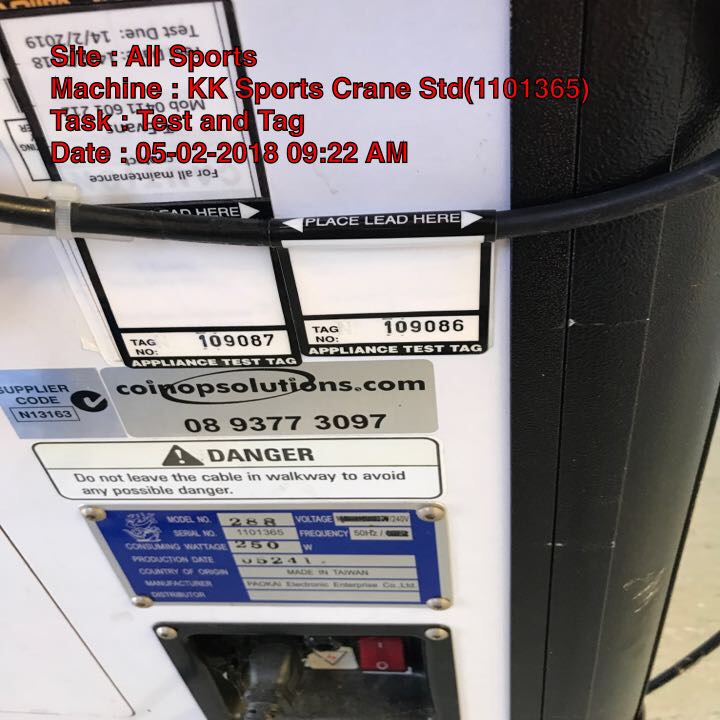 Test Due: 14/2/2019
Site : All Sports
Machine : KK Sports Crane Std(1101365)
Mob 0411 607 212
Task : Test and Tag
Evans
Date : 05-02-2018 09:22 AM
For all maintenance
LEAD HERE
PLACE LEAD HERE
TAG NO: 109087
APPLIANCE TEST TAG
TAG NO: 109086
APPLIANCE TEST TAG
SUPPLIER CODE
N13163
coinopsolutions.com
08 9377 3097
DANGER
Do not leave the cable in walkway to avoid
any possible danger.
MODEL NO. 288 VOLTAGE /240V
SERIAL NO. 1101365 FREQUENCY 50Hz /
CONSUMING WATTAGE 250 W
PRODUCTION DATE 05241.
COUNTRY OF ORIGIN MADE IN TAIWAN
MANUFACTURER PAOKAI Electronic Enterprise Co.,Ltd.
DISTRIBUTOR